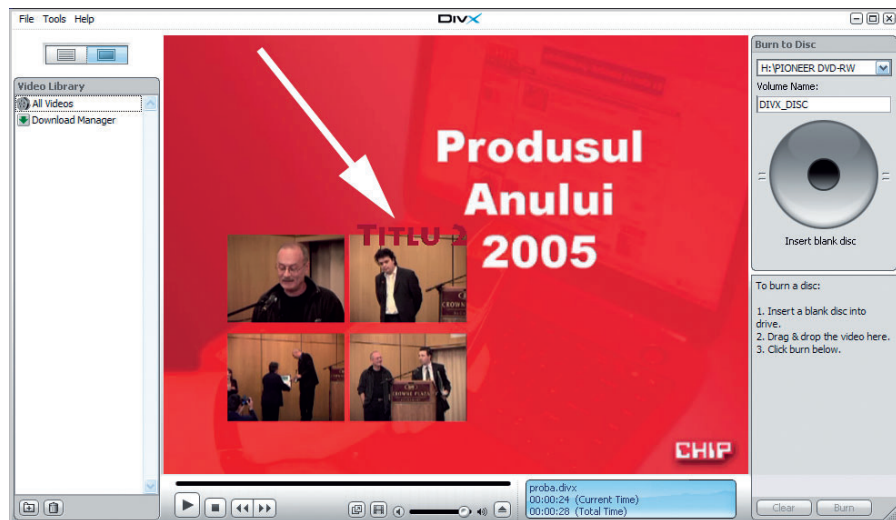 File Tools Help
DIVX
Video Library
All Videos
Download Manager
Produsul
Anului
2005
TITLU 2
CROWNE PLAZA
CHIP
proba.divx
00:00:24 (Current Time)
00:00:28 (Total Time)
Burn to Disc
H:\PIONEER DVD-RW
Volume Name:
DIVX_DISC
Insert blank disc
To burn a disc:
1. Insert a blank disc into
drive.
2. Drag & drop the video here.
3. Click burn below.
Clear Burn